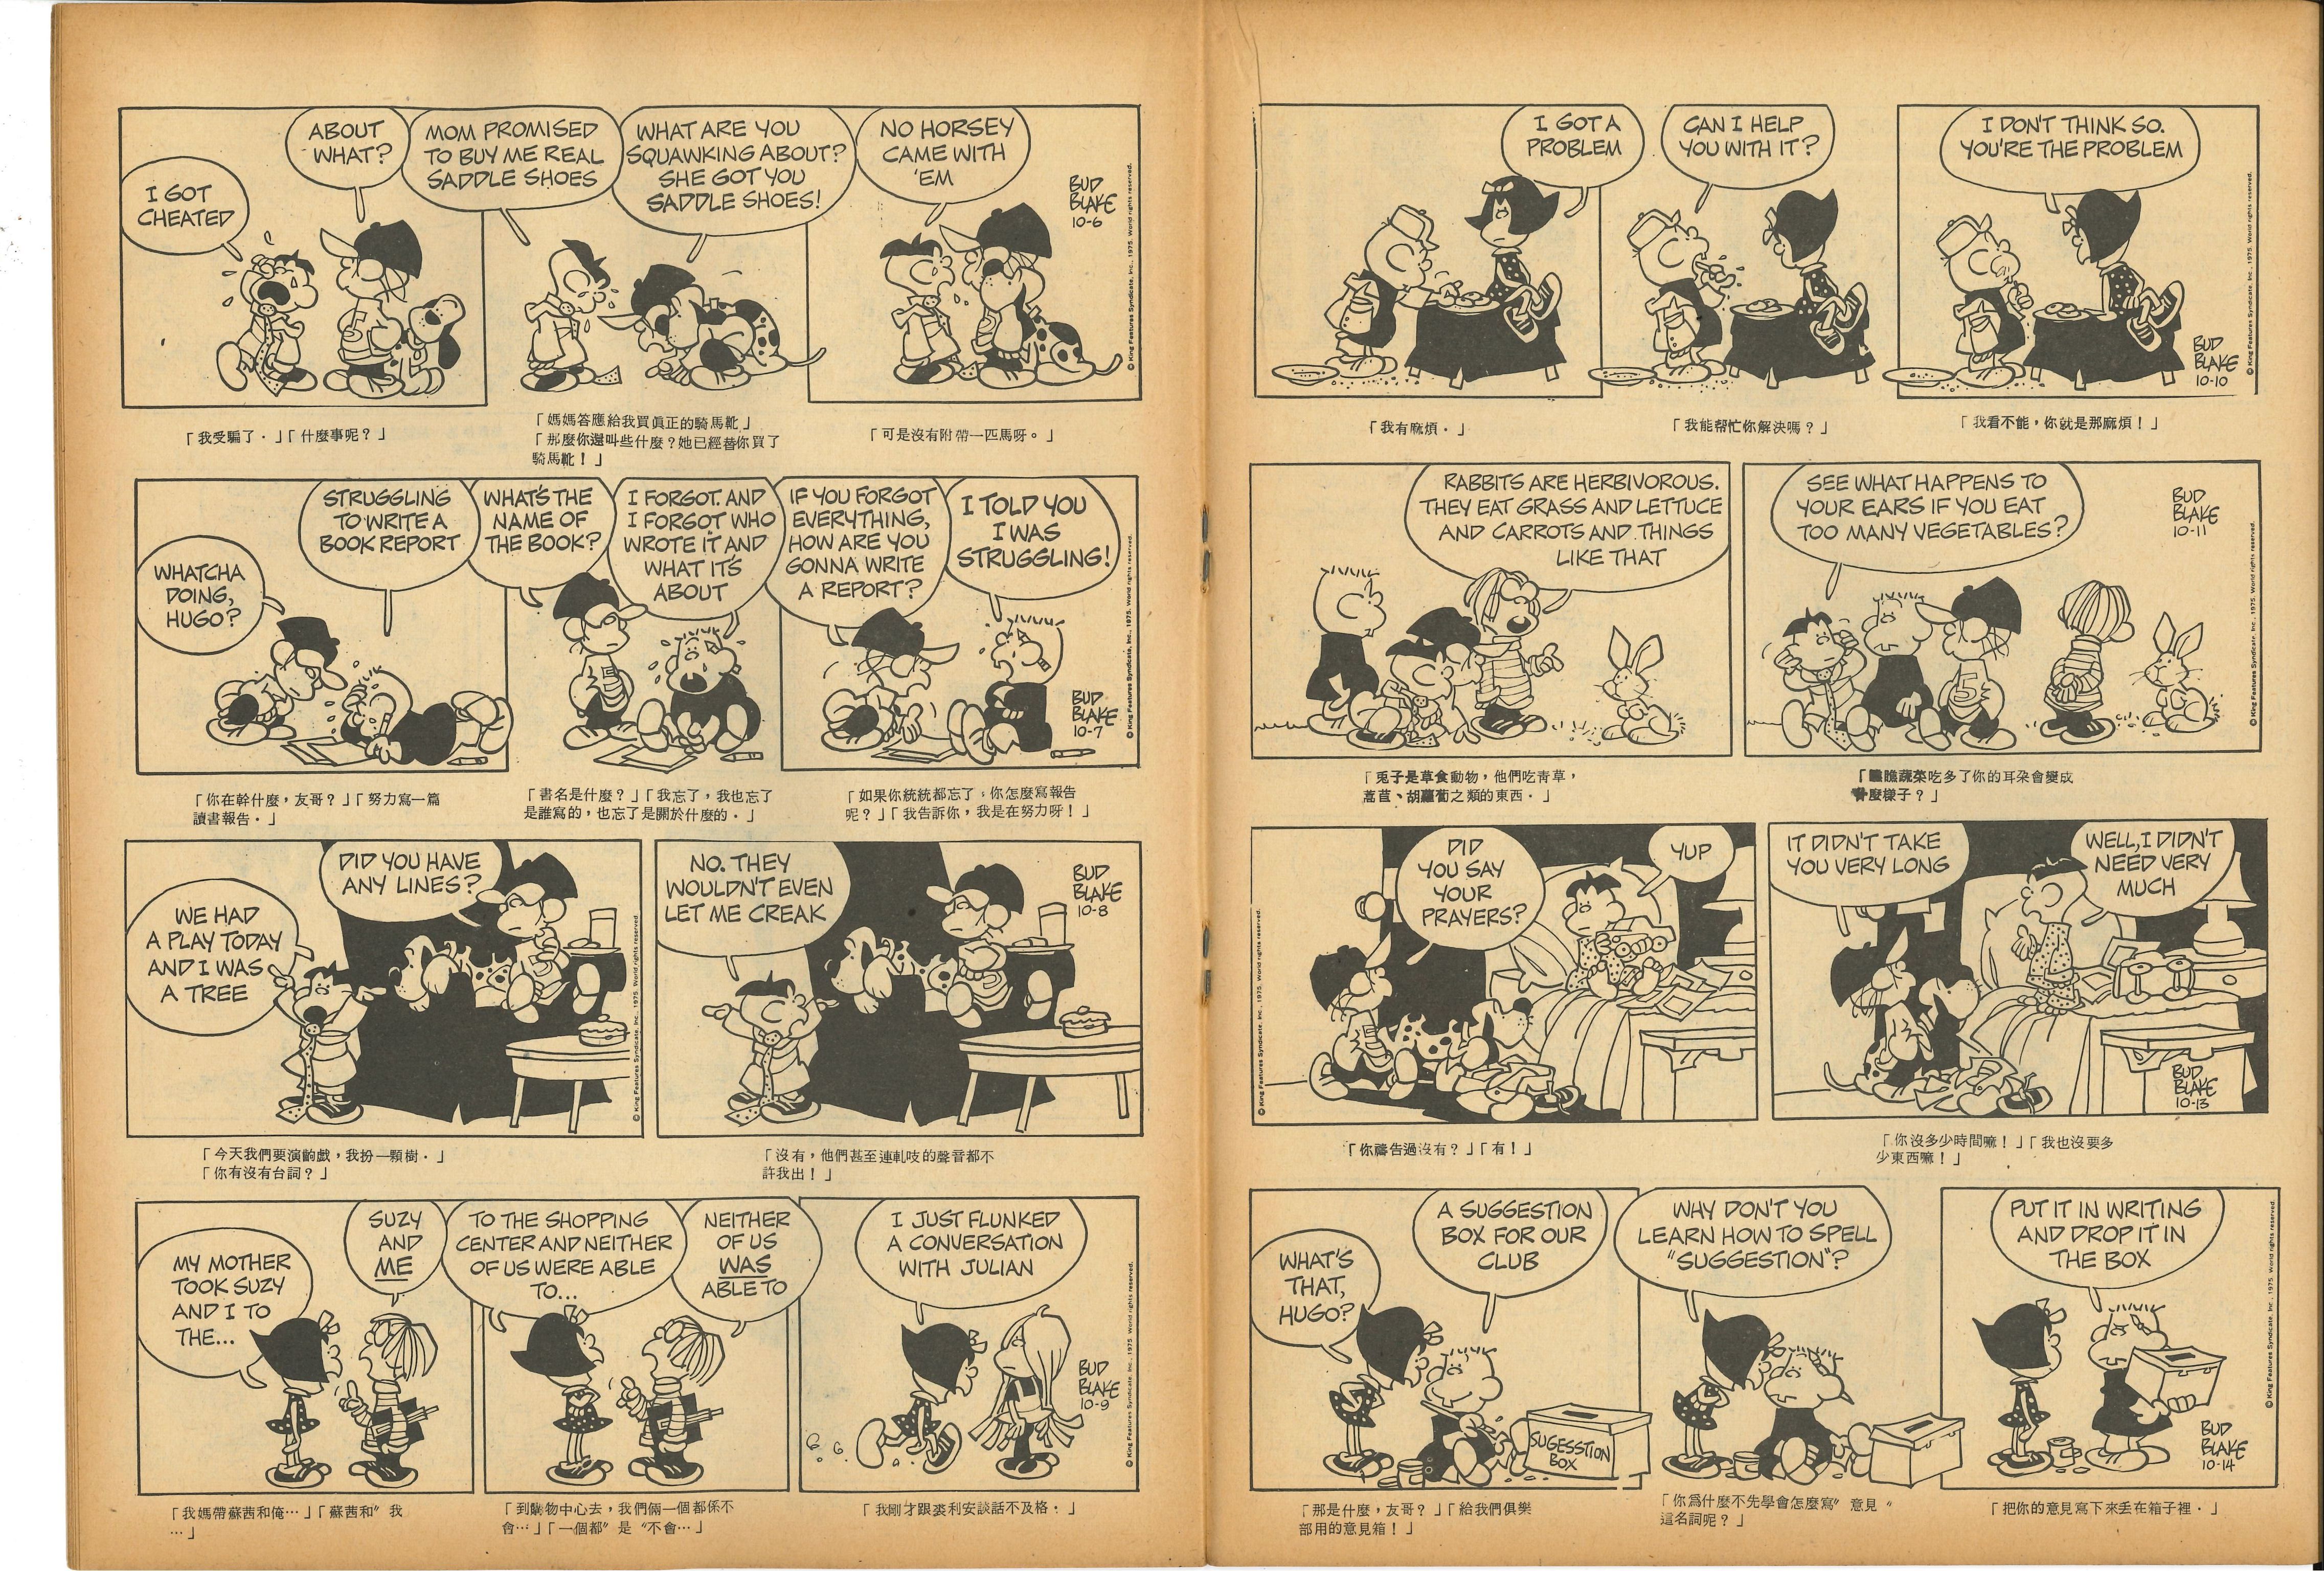 I GOT
CHEATED
ABOUT
WHAT?
MOM PROMISED
TO BUY ME REAL
SADDLE SHOES
WHAT ARE YOU
SQUAWKING ABOUT?
SHE GOT YOU
SADDLE SHOES!
NO HORSEY
CAME WITH
'EM
BUD
BLAKE
10-6
© King Features Syndicate, Inc., 1975. World rights reserved.
「我受騙了．」「什麼事呢？」
「媽媽答應給我買眞正的騎馬靴」
「那麼你還叫些什麼？她已經替你買了
騎馬靴！」
「可是沒有附帶一匹馬呀。」
WHATCHA
DOING,
HUGO?
STRUGGLING
TO WRITE A
BOOK REPORT
WHAT'S THE
NAME OF
THE BOOK?
I FORGOT. AND
I FORGOT WHO
WROTE IT AND
WHAT IT'S
ABOUT
IF YOU FORGOT
EVERYTHING,
HOW ARE YOU
GONNA WRITE
A REPORT?
I TOLD YOU
I WAS
STRUGGLING!
BUD
BLAKE
10-7
© King Features Syndicate, Inc., 1975. World rights reserved.
「你在幹什麼，友哥？」「努力寫一篇
讀書報告．」
「書名是什麼？」「我忘了，我也忘了
是誰寫的，也忘了是關於什麼的．」
「如果你統統都忘了，你怎麼寫報告
呢？」「我告訴你，我是在努力呀！」
WE HAD
A PLAY TODAY
AND I WAS
A TREE
DID YOU HAVE
ANY LINES?
© King Features Syndicate, Inc., 1975. World rights reserved.
NO. THEY
WOULDN'T EVEN
LET ME CREAK
BUD
BLAKE
10-8
「今天我們要演齣戲，我扮一顆樹．」
「你有沒有台詞？」
「沒有，他們甚至連軋吱的聲音都不
許我出！」
MY MOTHER
TOOK SUZY
AND I TO
THE...
SUZY
AND
ME
TO THE SHOPPING
CENTER AND NEITHER
OF US WERE ABLE
TO...
NEITHER
OF US
WAS
ABLE TO
I JUST FLUNKED
A CONVERSATION
WITH JULIAN
BUD
BLAKE
10-9
© King Features Syndicate, Inc., 1975. World rights reserved.
「我媽帶蘇茜和俺…」「蘇茜和〞我
…」
「到購物中心去，我們倆一個都係不
會…」「一個都〞是〝不會…」
「我剛才跟裘利安談話不及格．」
I GOT A
PROBLEM
CAN I HELP
YOU WITH IT?
I DON'T THINK SO.
YOU'RE THE PROBLEM
BUD
BLAKE
10-10
© King Features Syndicate, Inc., 1975. World rights reserved.
「我有麻煩．」
「我能幫忙你解決嗎？」
「我看不能，你就是那麻煩！」
RABBITS ARE HERBIVOROUS.
THEY EAT GRASS AND LETTUCE
AND CARROTS AND THINGS
LIKE THAT
SEE WHAT HAPPENS TO
YOUR EARS IF YOU EAT
TOO MANY VEGETABLES?
BUD
BLAKE
10-11
© King Features Syndicate, Inc., 1975. World rights reserved.
「兎子是草食動物，他們吃青草，
萵苣、胡蘿蔔之類的東西．」
「瞧瞧蔬菜吃多了你的耳朶會變成
什麼樣子？」
© King Features Syndicate, Inc., 1975. World rights reserved.
DID
YOU SAY
YOUR
PRAYERS?
YUP
IT DIDN'T TAKE
YOU VERY LONG
WELL, I DIDN'T
NEED VERY
MUCH
BUD
BLAKE
10-13
「你禱告過沒有？」「有！」
「你沒多少時間嘛！」「我也沒要多
少東西嘛！」
WHAT'S
THAT,
HUGO?
A SUGGESTION
BOX FOR OUR
CLUB
SUGESSTION
BOX
WHY DON'T YOU
LEARN HOW TO SPELL
"SUGGESTION"?
PUT IT IN WRITING
AND DROP IT IN
THE BOX
BUD
BLAKE
10-14
© King Features Syndicate, Inc., 1975. World rights reserved.
「那是什麼，友哥？」「給我們俱樂
部用的意見箱！」
「你爲什麼不先學會怎麼寫〞意見〝
這名詞呢？」
「把你的意見寫下來丢在箱子裡．」